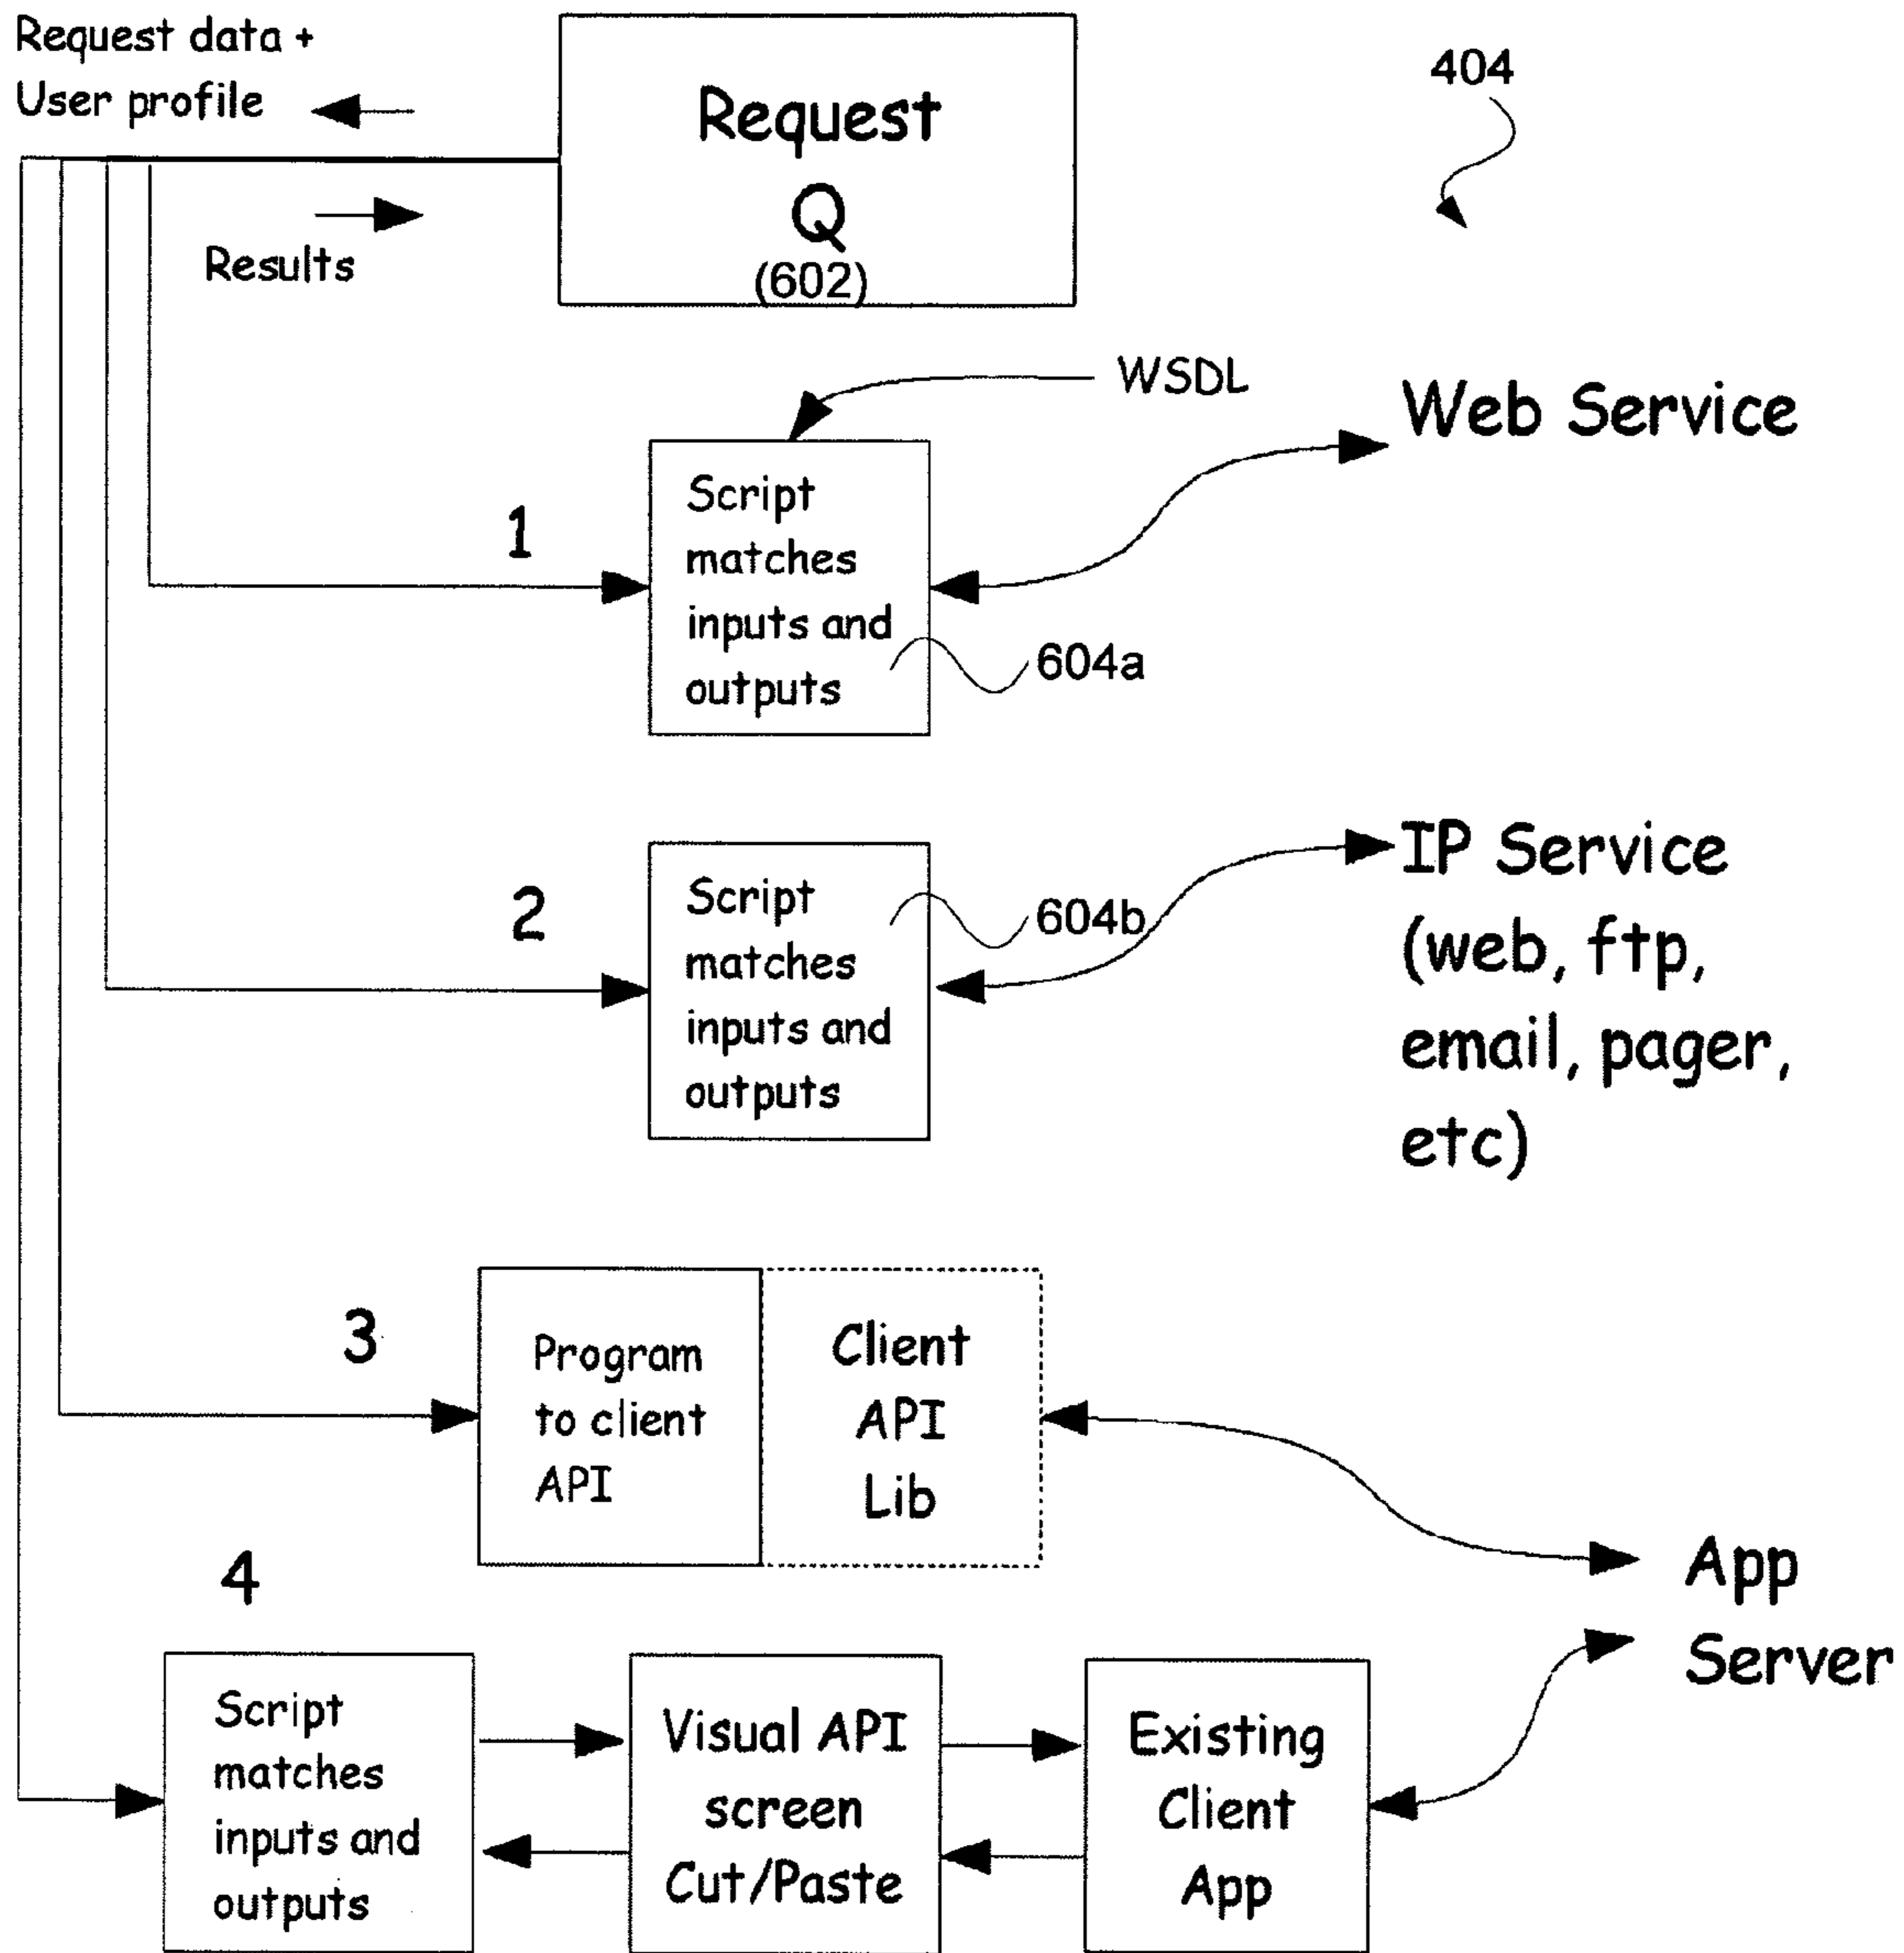 Request data +
User profile
Request
Q
(602)
404
Results
WSDL
Web Service
1
Script
matches
inputs and
outputs
604a
2
Script
matches
inputs and
outputs
604b
IP Service
(web, ftp,
email, pager,
etc)
3
Program
to client
API
Client
API
Lib
App
Server
4
Script
matches
inputs and
outputs
Visual API
screen
Cut/Paste
Existing
Client
App